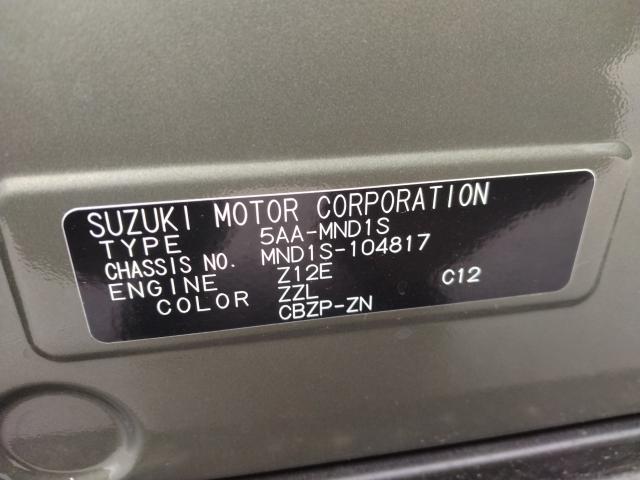 SUZUKI MOTOR CORPORATION
TYPE 5AA-MND1S
CHASSIS NO. MND1S-104817
ENGINE Z12E C12
COLOR ZZL
CBZP-ZN